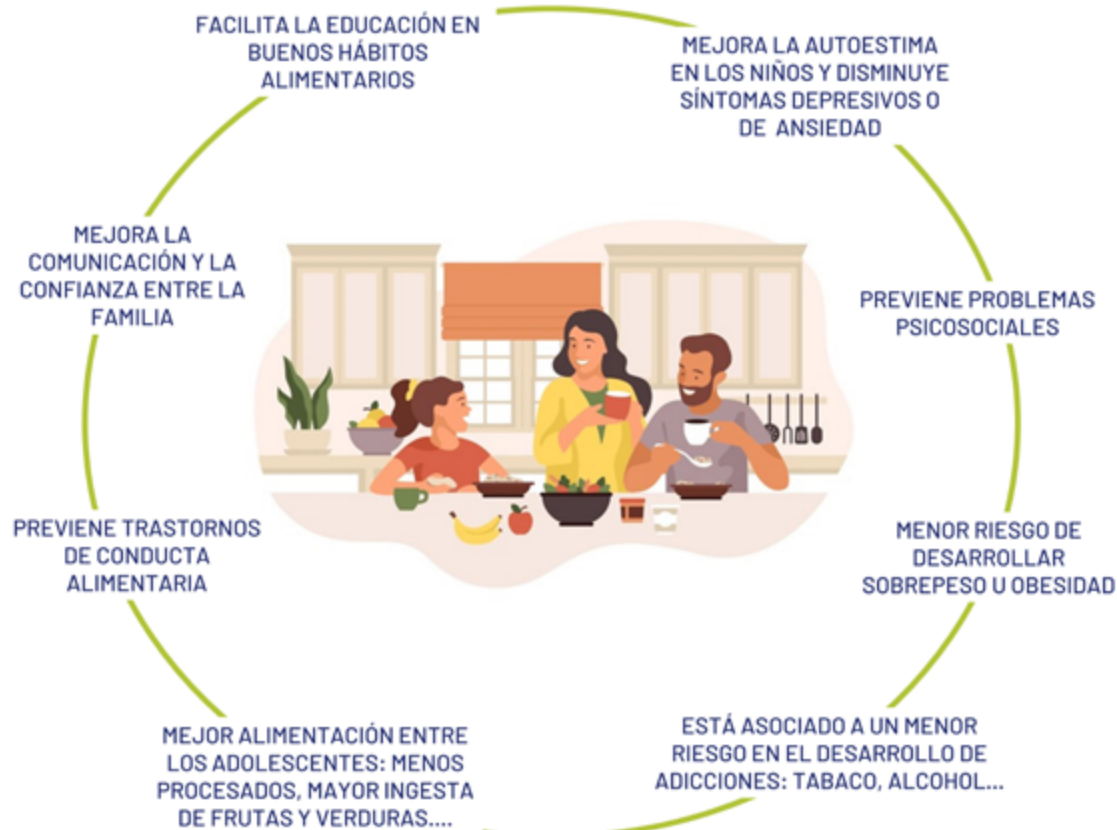 FACILITA LA EDUCACIÓN EN
BUENOS HÁBITOS
ALIMENTARIOS
MEJORA LA AUTOESTIMA
EN LOS NIÑOS Y DISMINUYE
SÍNTOMAS DEPRESIVOS O
DE ANSIEDAD
PREVIENE PROBLEMAS
PSICOSOCIALES
MENOR RIESGO DE
DESARROLLAR
SOBREPESO U OBESIDAD
ESTÁ ASOCIADO A UN MENOR
RIESGO EN EL DESARROLLO DE
ADICCIONES: TABACO, ALCOHOL...
MEJOR ALIMENTACIÓN ENTRE
LOS ADOLESCENTES: MENOS
PROCESADOS, MAYOR INGESTA
DE FRUTAS Y VERDURAS....
PREVIENE TRASTORNOS
DE CONDUCTA
ALIMENTARIA
MEJORA LA
COMUNICACIÓN Y LA
CONFIANZA ENTRE LA
FAMILIA